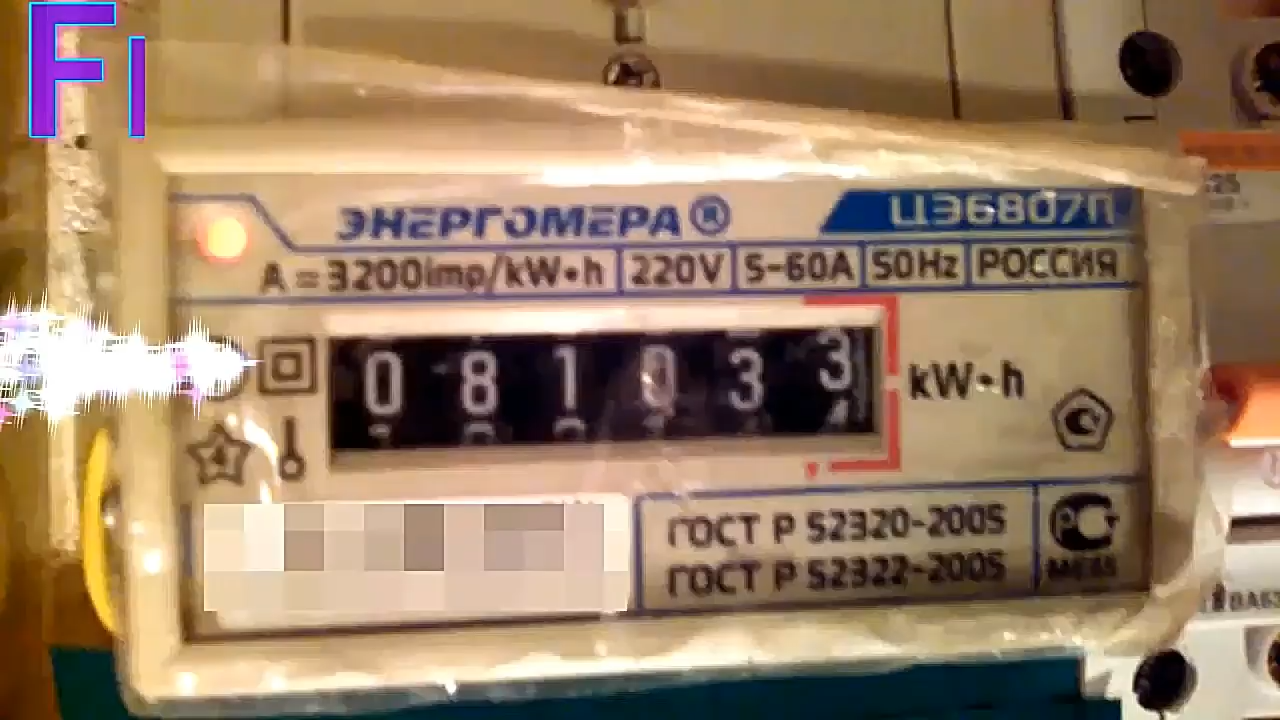 FI
ЭНЕРГОМЕРА®
ЦЭ6807П
A=3200imp/kW•h 220V 5-60A 50Hz РОССИЯ
081033 kW•h
4
ГОСТ Р 52320-2005
ГОСТ Р 52322-2005